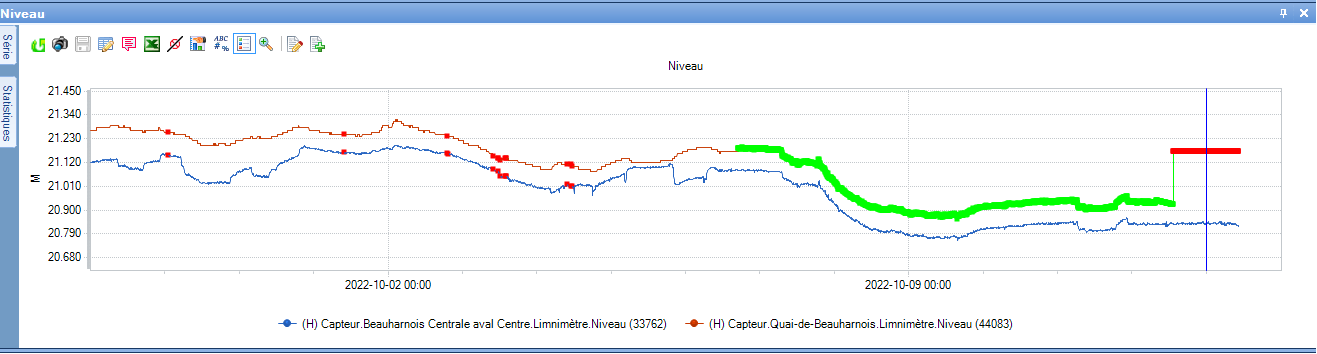 Niveau
Série
Statistiques
ABC
#%
Niveau
21.450
21.340
21.230
21.120
21.010
20.900
20.790
20.680
M
2022-10-02 00:00
2022-10-09 00:00
(H) Capteur.Beauharnois Centrale aval Centre.Limnimètre.Niveau (33762)
(H) Capteur.Quai-de-Beauharnois.Limnimètre.Niveau (44083)